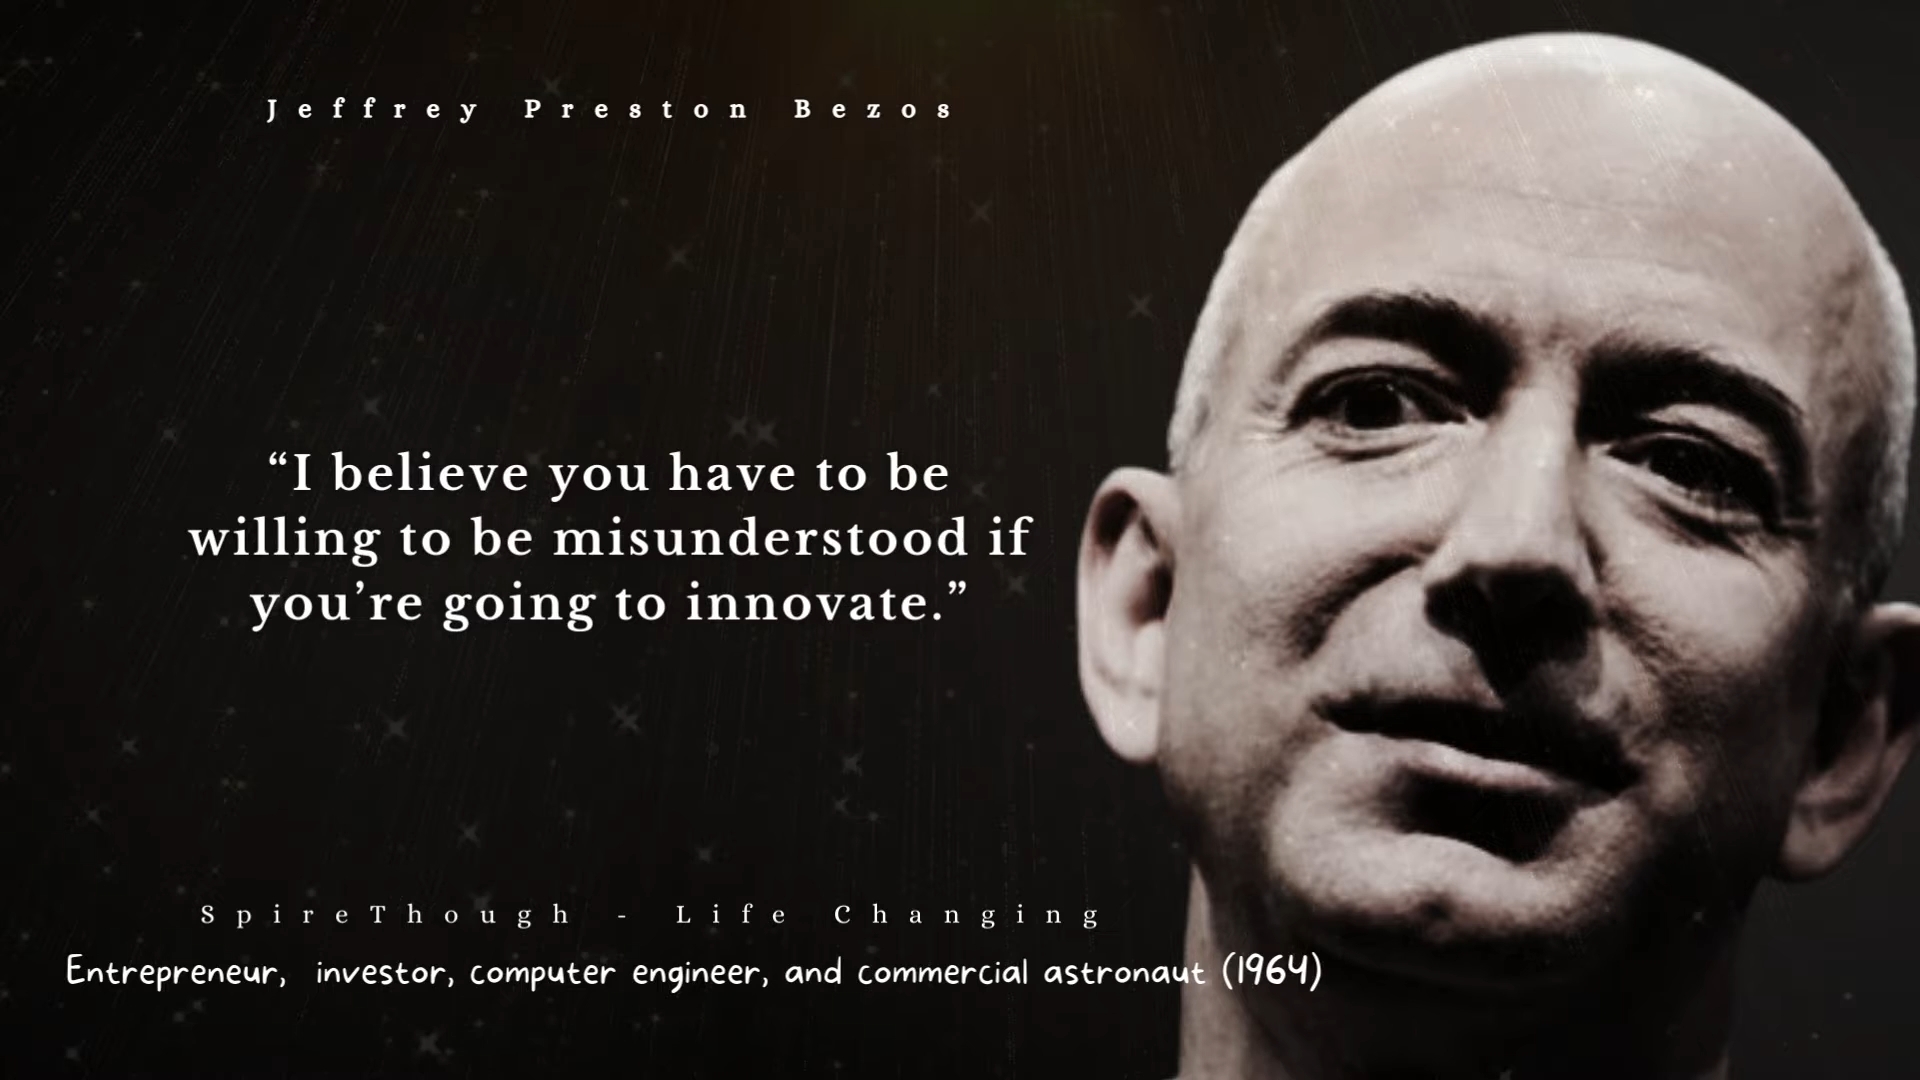 Jeffrey Preston Bezos
“I believe you have to be
willing to be misunderstood if
you’re going to innovate.”
SpireThough - Life Changing
Entrepreneur,  investor, computer engineer, and commercial astronaut (1964)